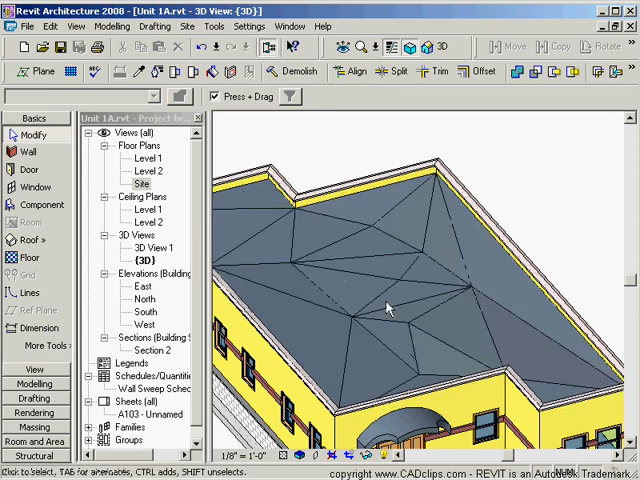 Revit Architecture 2008 - [Unit 1A.rvt - 3D View: {3D}]
File Edit View Modelling Drafting Site Tools Settings Window Help
3D Move Copy Rotate
Plane Demolish Align Split Trim Offset
Press + Drag
Basics
Modify
Wall
Door
Window
Component
Room
Roof »
Floor
Grid
Lines
Ref Plane
Dimension
More Tools
View
Modelling
Drafting
Rendering
Massing
Room and Area
Structural
Unit 1A.rvt - Project br
Views (all)
Floor Plans
Level 1
Level 2
Site
Ceiling Plans
Level 1
Level 2
3D Views
3D View 1
{3D}
Elevations (Building
East
North
South
West
Sections (Building S
Section 2
Legends
Schedules/Quantitie
Wall Sweep Sched
Sheets (all)
A103 - Unnamed
Families
Groups
1/8" = 1'-0"
Click to select, TAB for alternates, CTRL adds, SHIFT unselects.
copyright www.CADclips.com - REVIT is an Autodesk Trademark